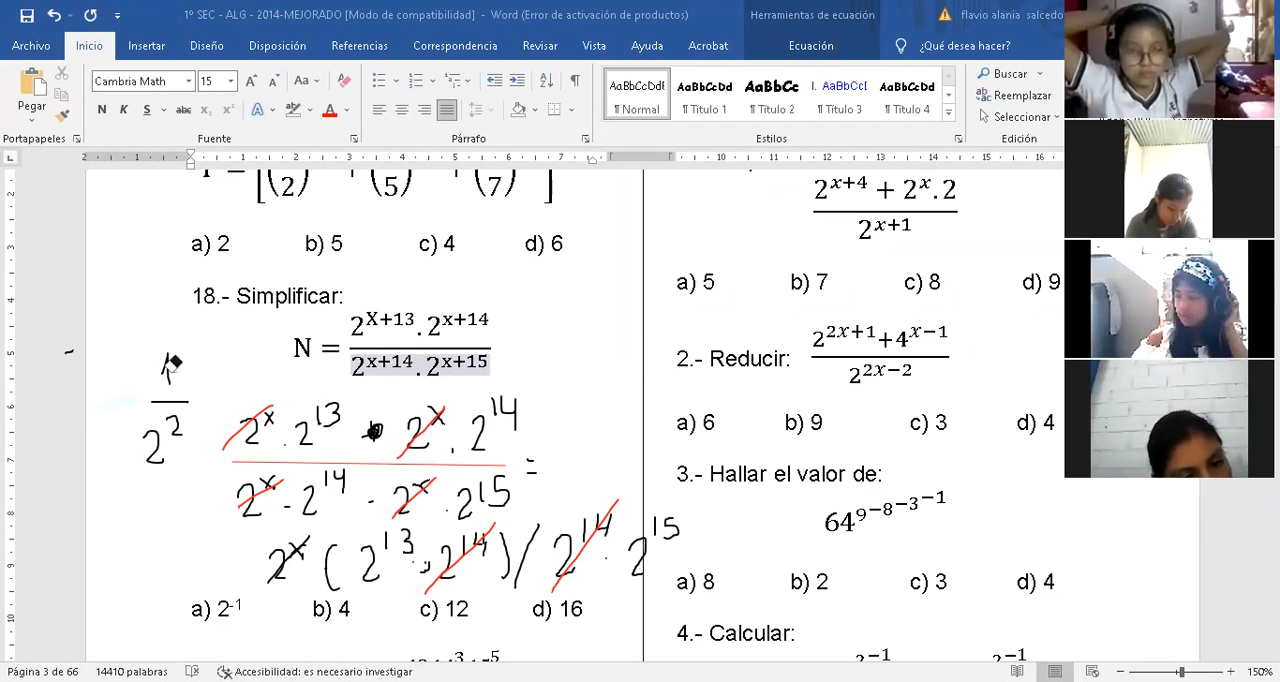 1º SEC - ALG - 2014-MEJORADO [Modo de compatibilidad] - Word (Error de activación de productos)
Herramientas de ecuación
flavio alania salcedo
Archivo Inicio Insertar Diseño Disposición Referencias Correspondencia Revisar Vista Ayuda Acrobat Ecuación ¿Qué desea hacer?
Pegar
Cambria Math 15
N K S abc x₂ x²
AaBbCcDdE AaBbCcDd AaBbCc I. AaBbCcD AaBbCcDd
¶ Normal ¶ Título 1 ¶ Título 2 ¶ Título 3 ¶ Título 4
Buscar
Reemplazar
Seleccionar
Portapapeles Fuente Párrafo Estilos Edición
(2) (5) (7)
a) 2 b) 5 c) 4 d) 6
18.- Simplificar:
N = 2^{X+13} . 2^{x+14} / 2^{x+14} . 2^{x+15}
1 / 2^2
2^x . 2^13 • 2^x . 2^14
2^x - 2^14 - 2^x . 2^15 =
2^x ( 2^13 . 2^14 ) / 2^14 . 2^15
a) 2^-1 b) 4 c) 12 d) 16
2^{x+4} + 2^x . 2 / 2^{x+1}
a) 5 b) 7 c) 8 d) 9
2.- Reducir: 2^{2x+1} + 4^{x-1} / 2^{2x-2}
a) 6 b) 9 c) 3 d) 4
3.- Hallar el valor de:
64^{9^{-8^{-3^{-1}}}}
a) 8 b) 2 c) 3 d) 4
4.- Calcular:
Página 3 de 66 14410 palabras Accesibilidad: es necesario investigar 150%